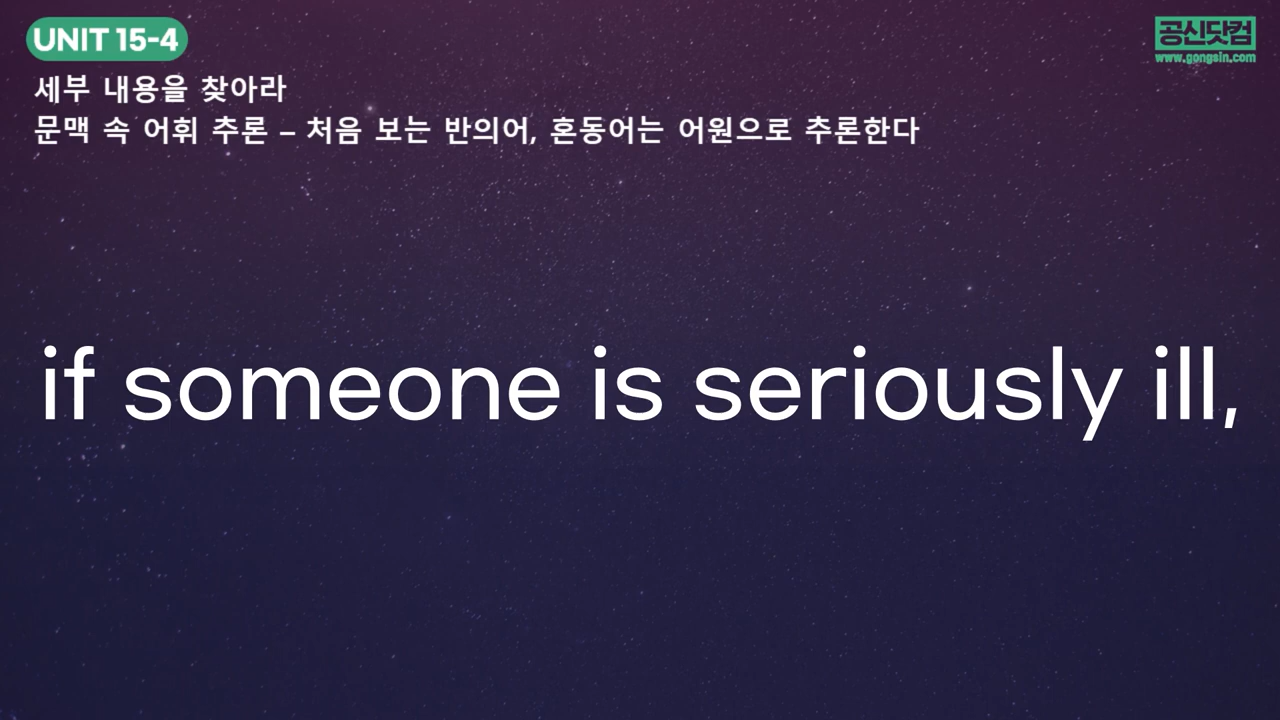 UNIT 15-4
공신닷컴
www.gongsin.com
세부 내용을 찾아라
문맥 속 어휘 추론 – 처음 보는 반의어, 혼동어는 어원으로 추론한다
if someone is seriously ill,